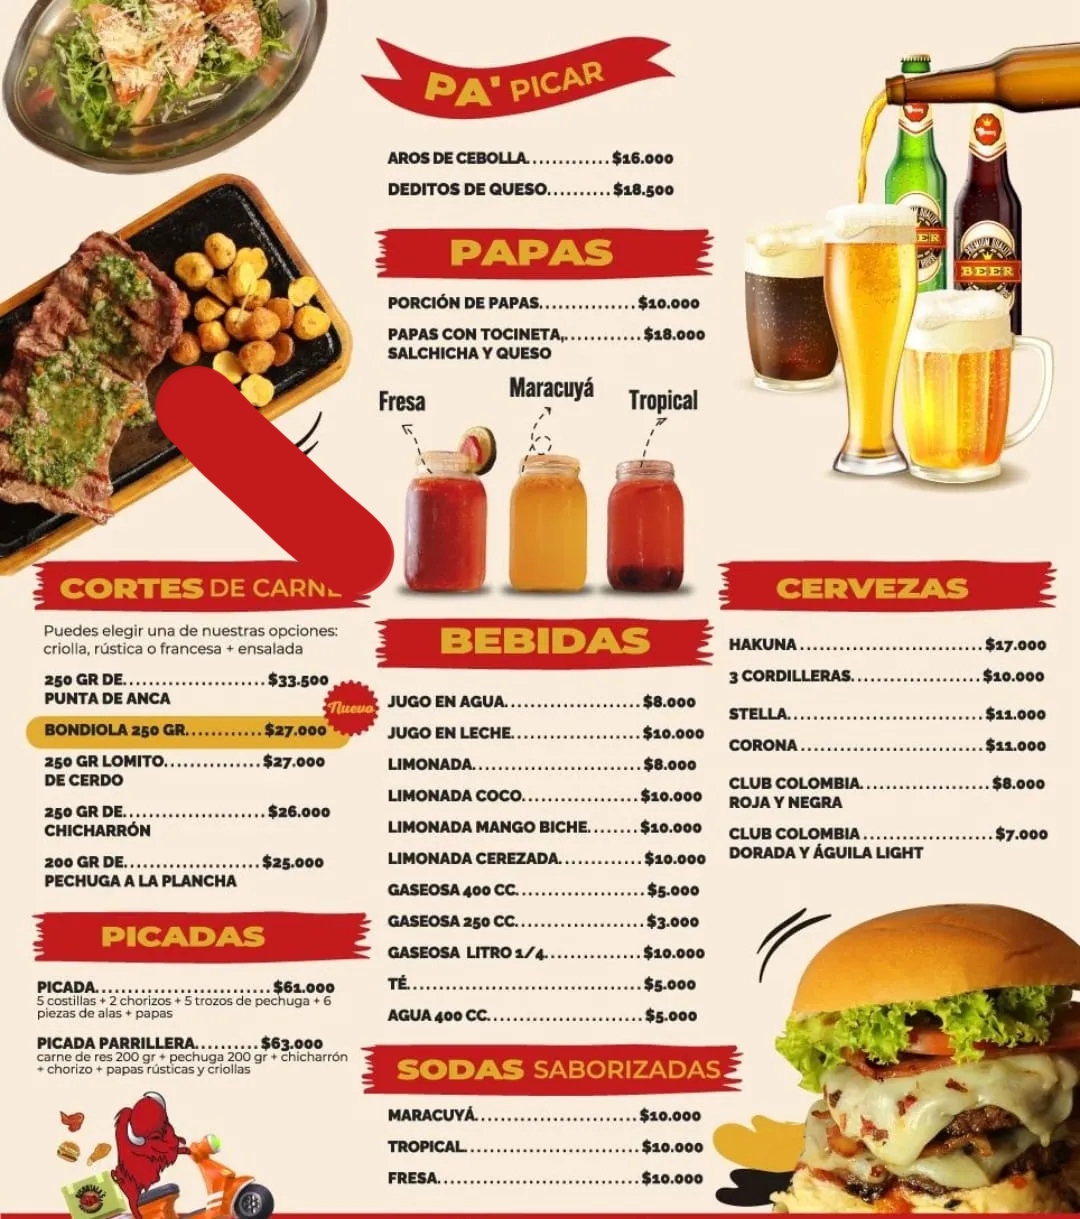 PA' PICAR
AROS DE CEBOLLA............$16.000
DEDITOS DE QUESO..........$18.500
PAPAS
PORCIÓN DE PAPAS...............$10.000
PAPAS CON TOCINETA,............$18.000
SALCHICHA Y QUESO
Fresa
Maracuyá
Tropical
CORTES DE CARNE
Puedes elegir una de nuestras opciones:
criolla, rústica o francesa + ensalada
250 GR DE.....................$33.500
PUNTA DE ANCA
Nuevo
BONDIOLA 250 GR............$27.000
250 GR LOMITO...............$27.000
DE CERDO
250 GR DE.....................$26.000
CHICHARRÓN
200 GR DE.....................$25.000
PECHUGA A LA PLANCHA
PICADAS
PICADA...........................$61.000
5 costillas + 2 chorizos + 5 trozos de pechuga + 6
piezas de alas + papas
PICADA PARRILLERA..........$63.000
carne de res 200 gr + pechuga 200 gr + chicharrón
+ chorizo + papas rústicas y criollas
BEBIDAS
JUGO EN AGUA.....................$8.000
JUGO EN LECHE....................$10.000
LIMONADA..........................$8.000
LIMONADA COCO..................$10.000
LIMONADA MANGO BICHE........$10.000
LIMONADA CEREZADA.............$10.000
GASEOSA 400 CC....................$5.000
GASEOSA 250 CC....................$3.000
GASEOSA LITRO 1/4...............$10.000
TÉ....................................$5.000
AGUA 400 CC.......................$5.000
SODAS SABORIZADAS
MARACUYÁ.........................$10.000
TROPICAL...........................$10.000
FRESA...............................$10.000
CERVEZAS
HAKUNA............................$17.000
3 CORDILLERAS....................$10.000
STELLA..............................$11.000
CORONA............................$11.000
CLUB COLOMBIA...................$8.000
ROJA Y NEGRA
CLUB COLOMBIA...................$7.000
DORADA Y ÁGUILA LIGHT
PREMIUM QUALITY
BEER